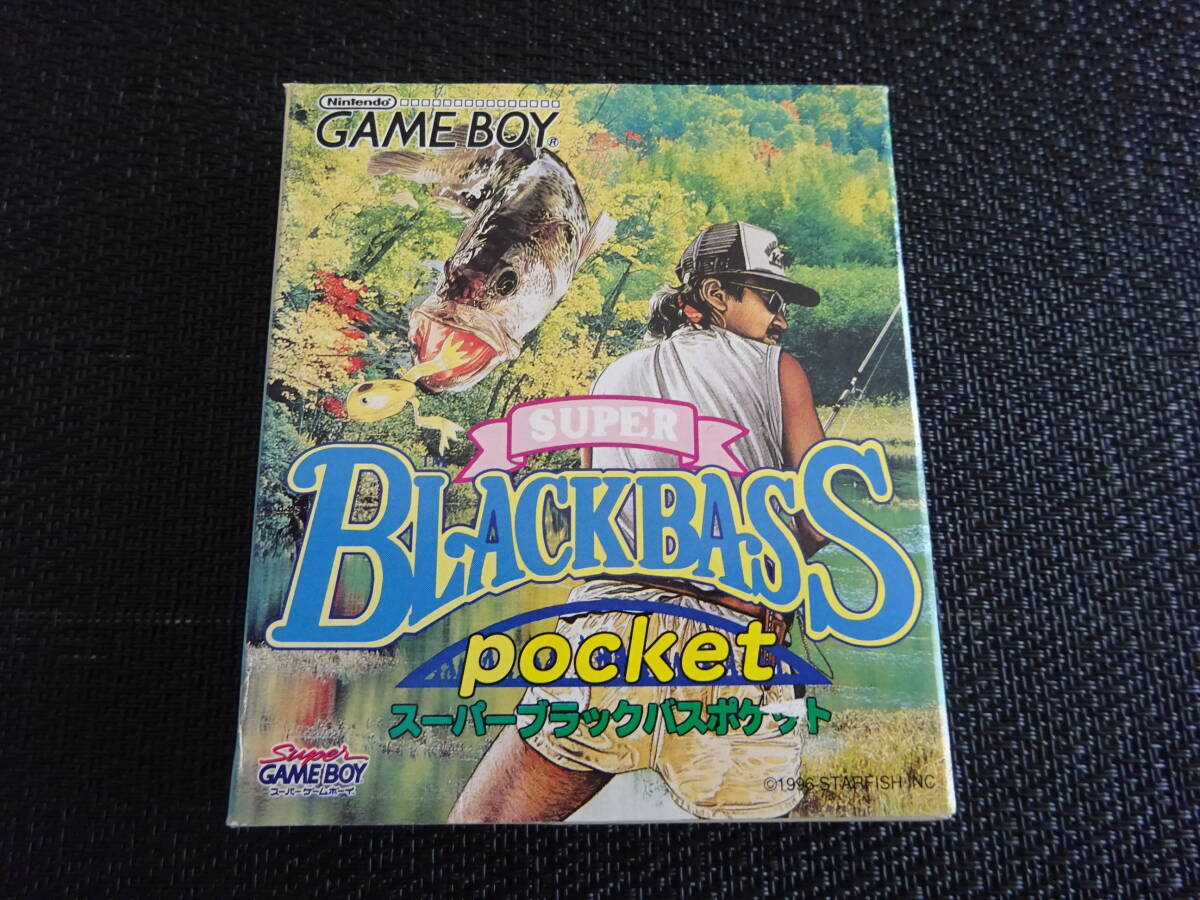 Nintendo
GAME BOY®
SUPER
BLACKBASS
pocket
スーパーブラックバスポケット
Super
GAME BOY
スーパーゲームボーイ
©1996 STARFISH INC